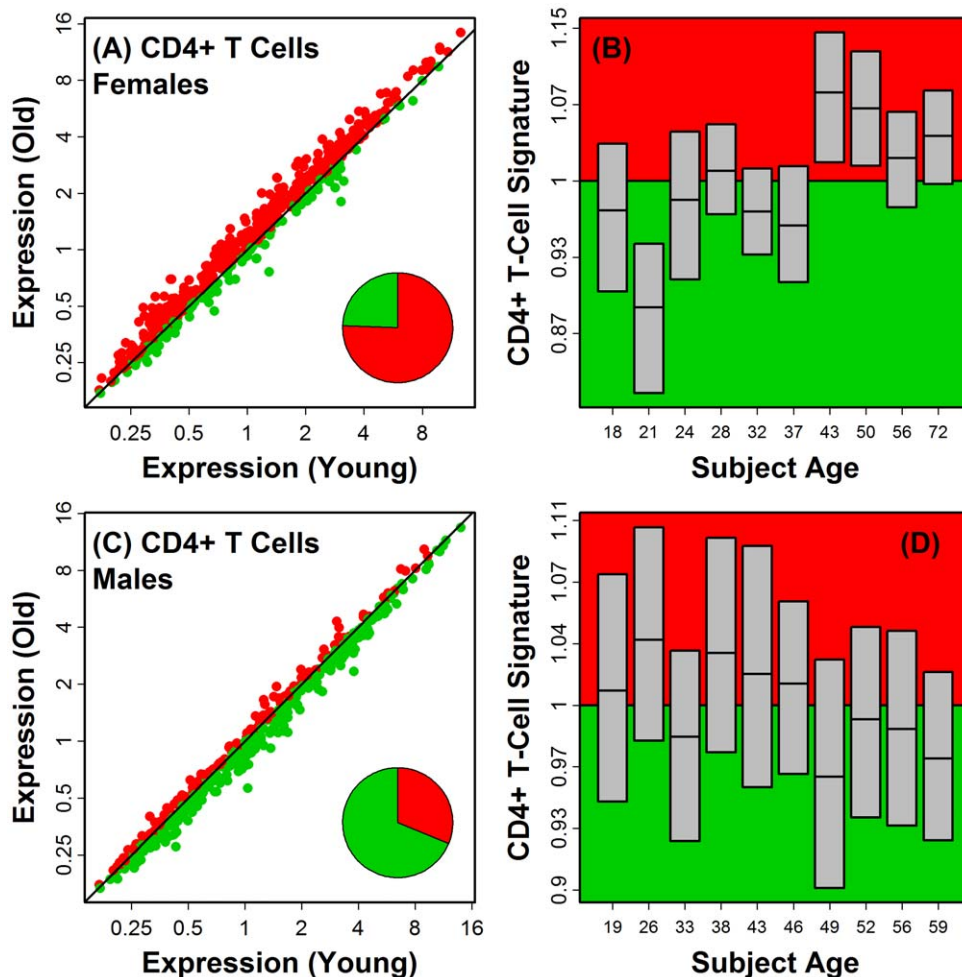 (A) CD4+ T Cells
Females
Expression (Old)
16
8
4
2
1
0.5
0.25
0.25 0.5 1 2 4 8
Expression (Young)
(B)
CD4+ T-Cell Signature
1.15
1.07
1
0.93
0.87
18 21 24 28 32 37 43 50 56 72
Subject Age
(C) CD4+ T Cells
Males
Expression (Old)
16
8
4
2
1
0.5
0.25
0.25 0.5 1 2 4 8 16
Expression (Young)
(D)
CD4+ T-Cell Signature
1.11
1.07
1.04
1
0.97
0.93
0.9
19 26 33 38 43 46 49 52 56 59
Subject Age